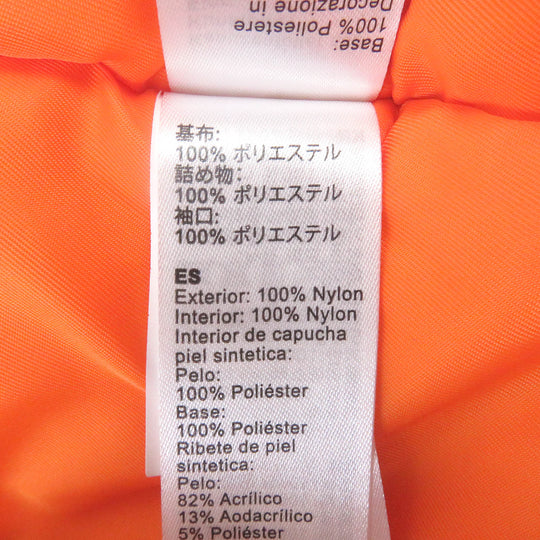 Decorazione in
100% Poliestere
Base:
基布:
100% ポリエステル
詰め物:
100% ポリエステル
袖口:
100% ポリエステル
ES
Exterior: 100% Nylon
Interior: 100% Nylon
Interior de capucha
piel sintetica:
Pelo:
100% Poliéster
Base:
100% Poliéster
Ribete de piel
sintetica:
Pelo:
82% Acrílico
13% Aodacrílico
5% Poliéster